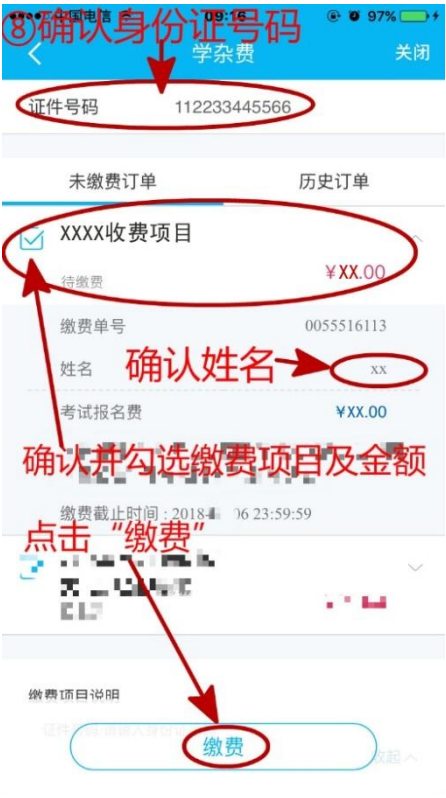 中国电信 09:16 97%
⑧确认身份证号码
学杂费 关闭
证件号码 112233445566
未缴费订单 历史订单
XXXX收费项目
待缴费 ¥XX.00
缴费单号 0055516113
确认姓名
姓名 xx
考试报名费 ¥XX.00
确认并勾选缴费项目及金额
缴费截止时间 : 2018-06 23:59:59
点击“缴费”
缴费项目说明
缴费
收起